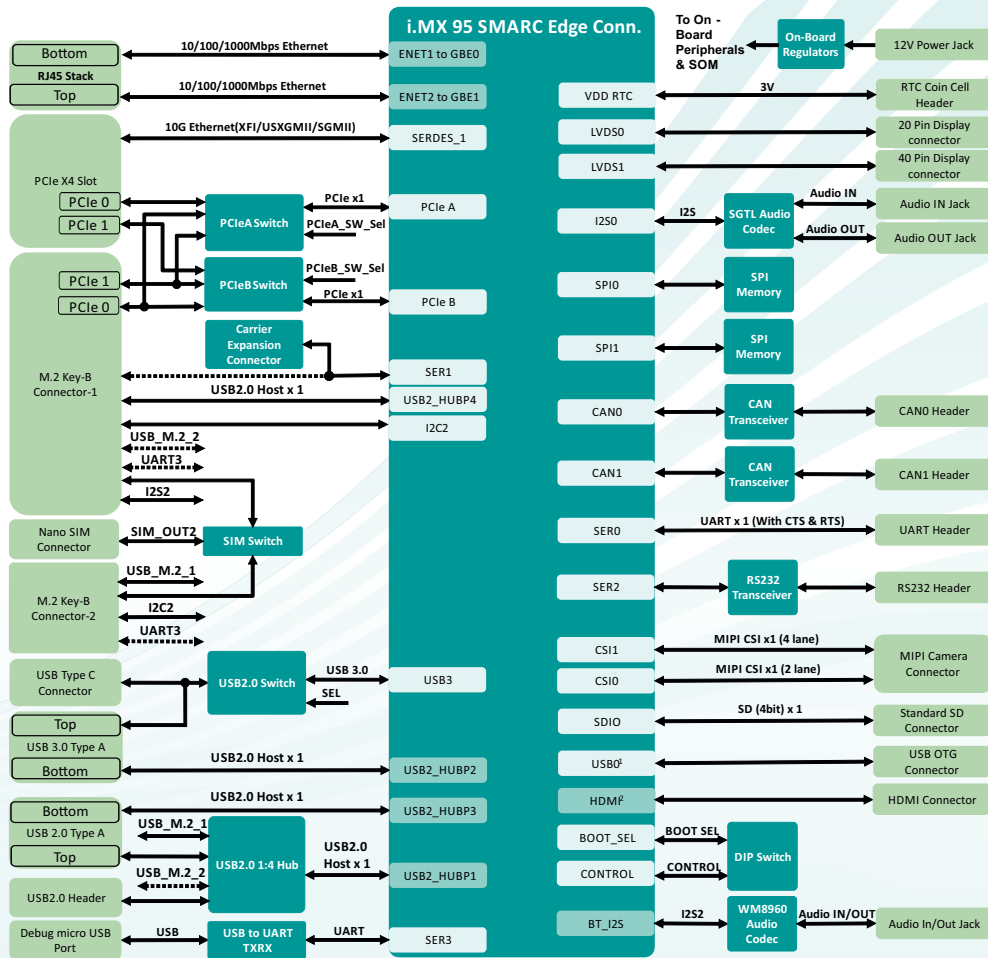 i.MX 95 SMARC Edge Conn.
Bottom
RJ45 Stack
Top
10/100/1000Mbps Ethernet
ENET1 to GBE0
10/100/1000Mbps Ethernet
ENET2 to GBE1
10G Ethernet(XFI/USXGMII/SGMII)
SERDES_1
PCIe X4 Slot
PCIe 0
PCIe 1
PCIeA Switch
PCIe x1
PCIe A
PCIeA_SW_Sel
PCIe 1
PCIe 0
PCIeB Switch
PCIeB_SW_Sel
PCIe x1
PCIe B
Carrier
Expansion
Connector
M.2 Key-B
Connector-1
SER1
USB2.0 Host x 1
USB2_HUBP4
I2C2
USB_M.2_2
UART3
I2S2
Nano SIM
Connector
SIM_OUT2
SIM Switch
M.2 Key-B
Connector-2
USB_M.2_1
I2C2
UART3
USB Type C
Connector
USB2.0 Switch
USB 3.0
SEL
USB3
Top
USB 3.0 Type A
Bottom
USB2.0 Host x 1
USB2_HUBP2
Bottom
USB 2.0 Type A
Top
USB2.0 Host x 1
USB2_HUBP3
USB_M.2_1
USB_M.2_2
USB2.0 1:4 Hub
USB2.0
Host x 1
USB2_HUBP1
USB2.0 Header
Debug micro USB
Port
USB
USB to UART
TXRX
UART
SER3
To On -
Board
Peripherals
& SOM
On-Board
Regulators
12V Power Jack
VDD RTC
3V
RTC Coin Cell
Header
LVDS0
20 Pin Display
connector
LVDS1
40 Pin Display
connector
I2S0
I2S
SGTL Audio
Codec
Audio IN
Audio IN Jack
Audio OUT
Audio OUT Jack
SPI0
SPI
Memory
SPI1
SPI
Memory
CAN0
CAN
Transceiver
CAN0 Header
CAN1
CAN
Transceiver
CAN1 Header
SER0
UART x 1 (With CTS & RTS)
UART Header
SER2
RS232
Transceiver
RS232 Header
CSI1
MIPI CSI x1 (4 lane)
CSI0
MIPI CSI x1 (2 lane)
MIPI Camera
Connector
SDIO
SD (4bit) x 1
Standard SD
Connector
USB0¹
USB OTG
Connector
HDMI²
HDMI Connector
BOOT_SEL
BOOT SEL
CONTROL
CONTROL
DIP Switch
BT_I2S
I2S2
WM8960
Audio
Codec
Audio IN/OUT
Audio In/Out Jack